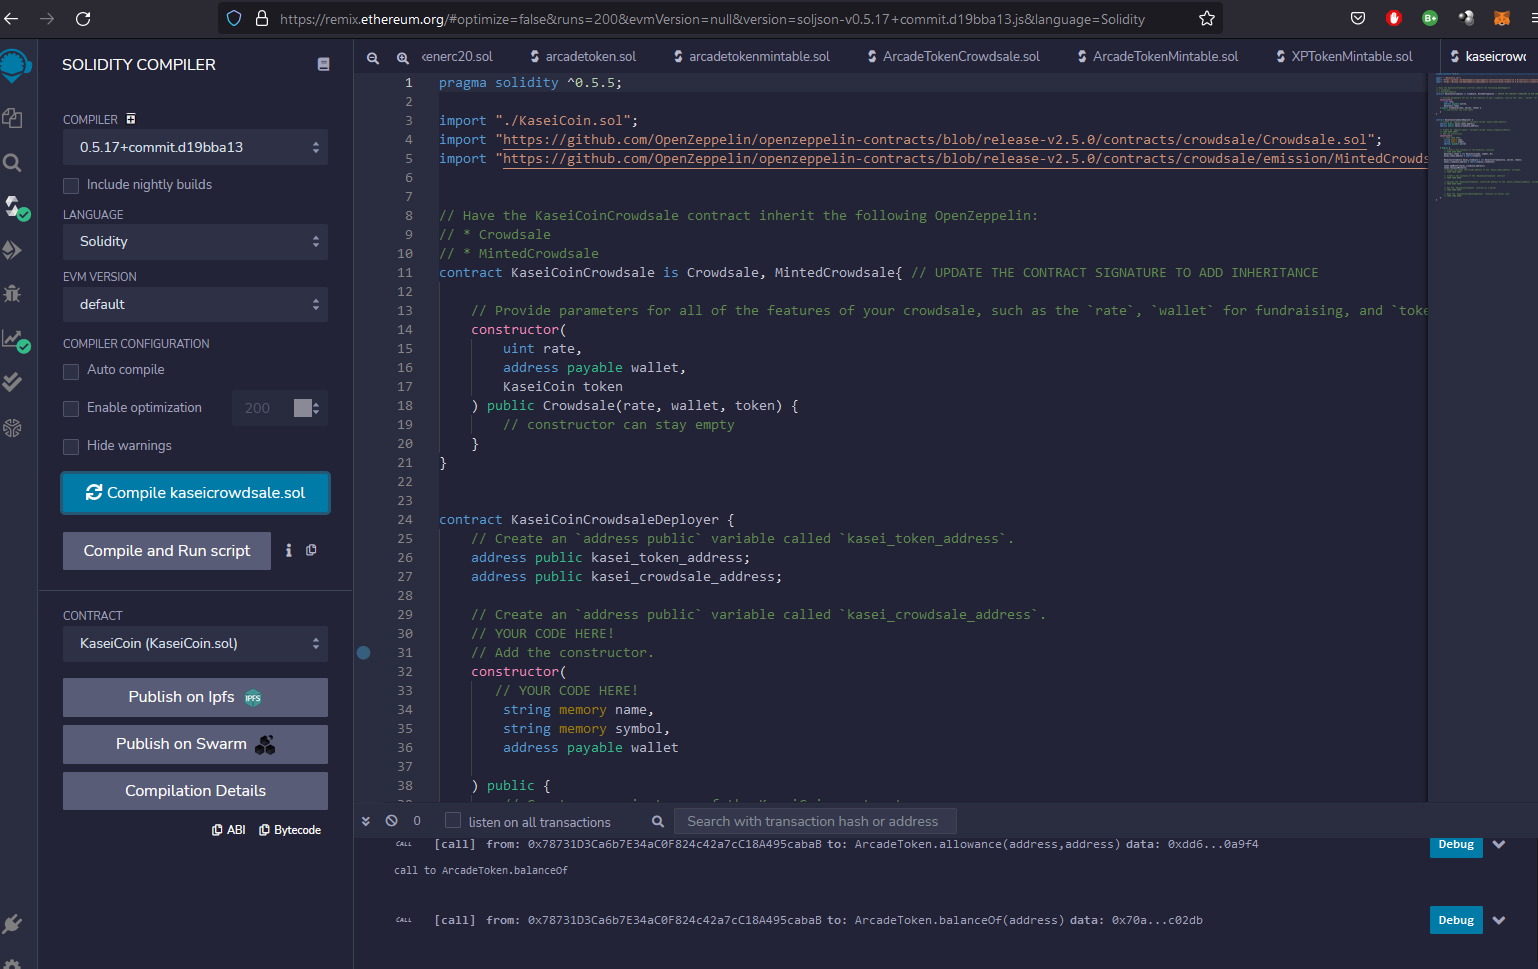 https://remix.ethereum.org/#optimize=false&runs=200&evmVersion=null&version=soljson-v0.5.17+commit.d19bba13.js&language=Solidity
SOLIDITY COMPILER
COMPILER
0.5.17+commit.d19bba13
Include nightly builds
LANGUAGE
Solidity
EVM VERSION
default
COMPILER CONFIGURATION
Auto compile
Enable optimization
200
Hide warnings
Compile kaseicrowdsale.sol
Compile and Run script
CONTRACT
KaseiCoin (KaseiCoin.sol)
Publish on Ipfs
IPFS
Publish on Swarm
Compilation Details
ABI Bytecode
kenerc20.sol arcadetoken.sol arcadetokenmintable.sol ArcadeTokenCrowdsale.sol ArcadeTokenMintable.sol XPTokenMintable.sol kaseicrow
1 pragma solidity ^0.5.5;
2
3 import "./KaseiCoin.sol";
4 import "https://github.com/OpenZeppelin/openzeppelin-contracts/blob/release-v2.5.0/contracts/crowdsale/Crowdsale.sol";
5 import "https://github.com/OpenZeppelin/openzeppelin-contracts/blob/release-v2.5.0/contracts/crowdsale/emission/MintedCrowds
6
7
8 // Have the KaseiCoinCrowdsale contract inherit the following OpenZeppelin:
9 // * Crowdsale
10 // * MintedCrowdsale
11 contract KaseiCoinCrowdsale is Crowdsale, MintedCrowdsale{ // UPDATE THE CONTRACT SIGNATURE TO ADD INHERITANCE
12
13 // Provide parameters for all of the features of your crowdsale, such as the `rate`, `wallet` for fundraising, and `toke
14 constructor(
15 uint rate,
16 address payable wallet,
17 KaseiCoin token
18 ) public Crowdsale(rate, wallet, token) {
19 // constructor can stay empty
20 }
21 }
22
23
24 contract KaseiCoinCrowdsaleDeployer {
25 // Create an `address public` variable called `kasei_token_address`.
26 address public kasei_token_address;
27 address public kasei_crowdsale_address;
28
29 // Create an `address public` variable called `kasei_crowdsale_address`.
30 // YOUR CODE HERE!
31 // Add the constructor.
32 constructor(
33 // YOUR CODE HERE!
34 string memory name,
35 string memory symbol,
36 address payable wallet
37
38 ) public {
0 listen on all transactions Search with transaction hash or address
CALL [call] from: 0x78731D3Ca6b7E34aC0F824c42a7cC18A495cabaB to: ArcadeToken.allowance(address,address) data: 0xdd6...0a9f4 Debug
call to ArcadeToken.balanceOf
CALL [call] from: 0x78731D3Ca6b7E34aC0F824c42a7cC18A495cabaB to: ArcadeToken.balanceOf(address) data: 0x70a...c02db Debug